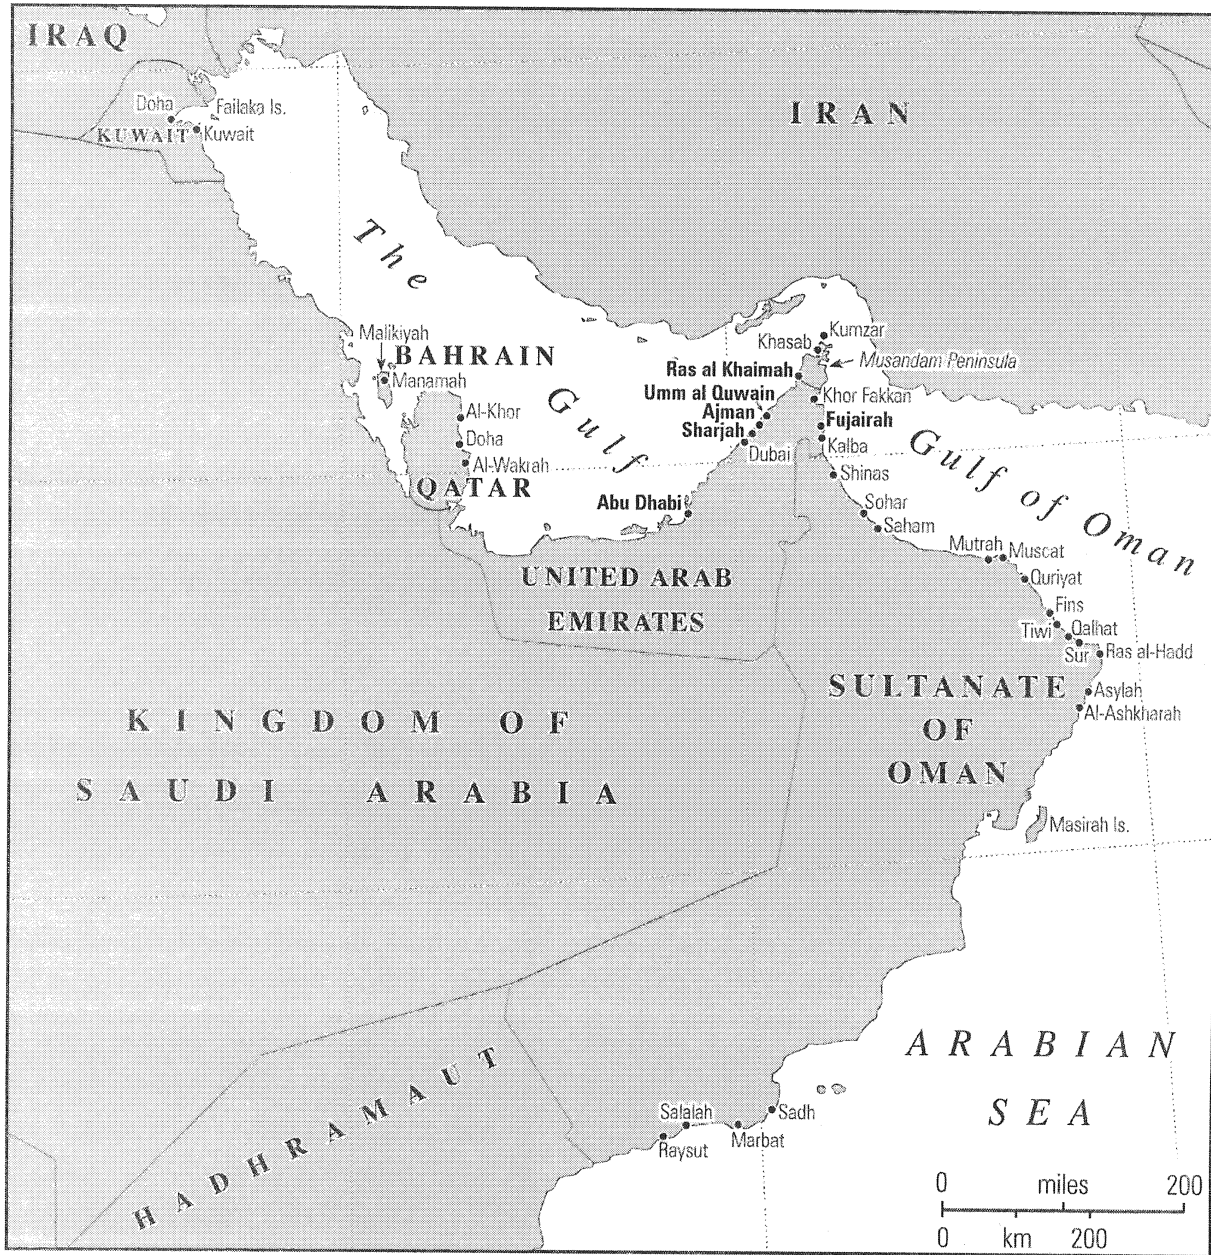 IRAQ
Doha
Failaka Is.
KUWAIT
Kuwait
IRAN
The
Gulf
Malikiyah
BAHRAIN
Manamah
Al-Khor
Doha
Al-Wakrah
QATAR
Kumzar
Khasab
Musandam Peninsula
Ras al Khaimah
Umm al Quwain
Khor Fakkan
Ajman
Fujairah
Sharjah
Dubai
Kalba
Gulf of Oman
Shinas
Abu Dhabi
Sohar
Saham
Mutrah
Muscat
UNITED ARAB
EMIRATES
Quriyat
Fins
Tiwi
Qalhat
Sur
Ras al-Hadd
SULTANATE
OF
OMAN
Asylah
Al-Ashkharah
KINGDOM OF
SAUDI ARABIA
Masirah Is.
ARABIAN
SEA
HADHRAMAUT
Salalah
Raysut
Marbat
Sadh
0 miles 200
0 km 200